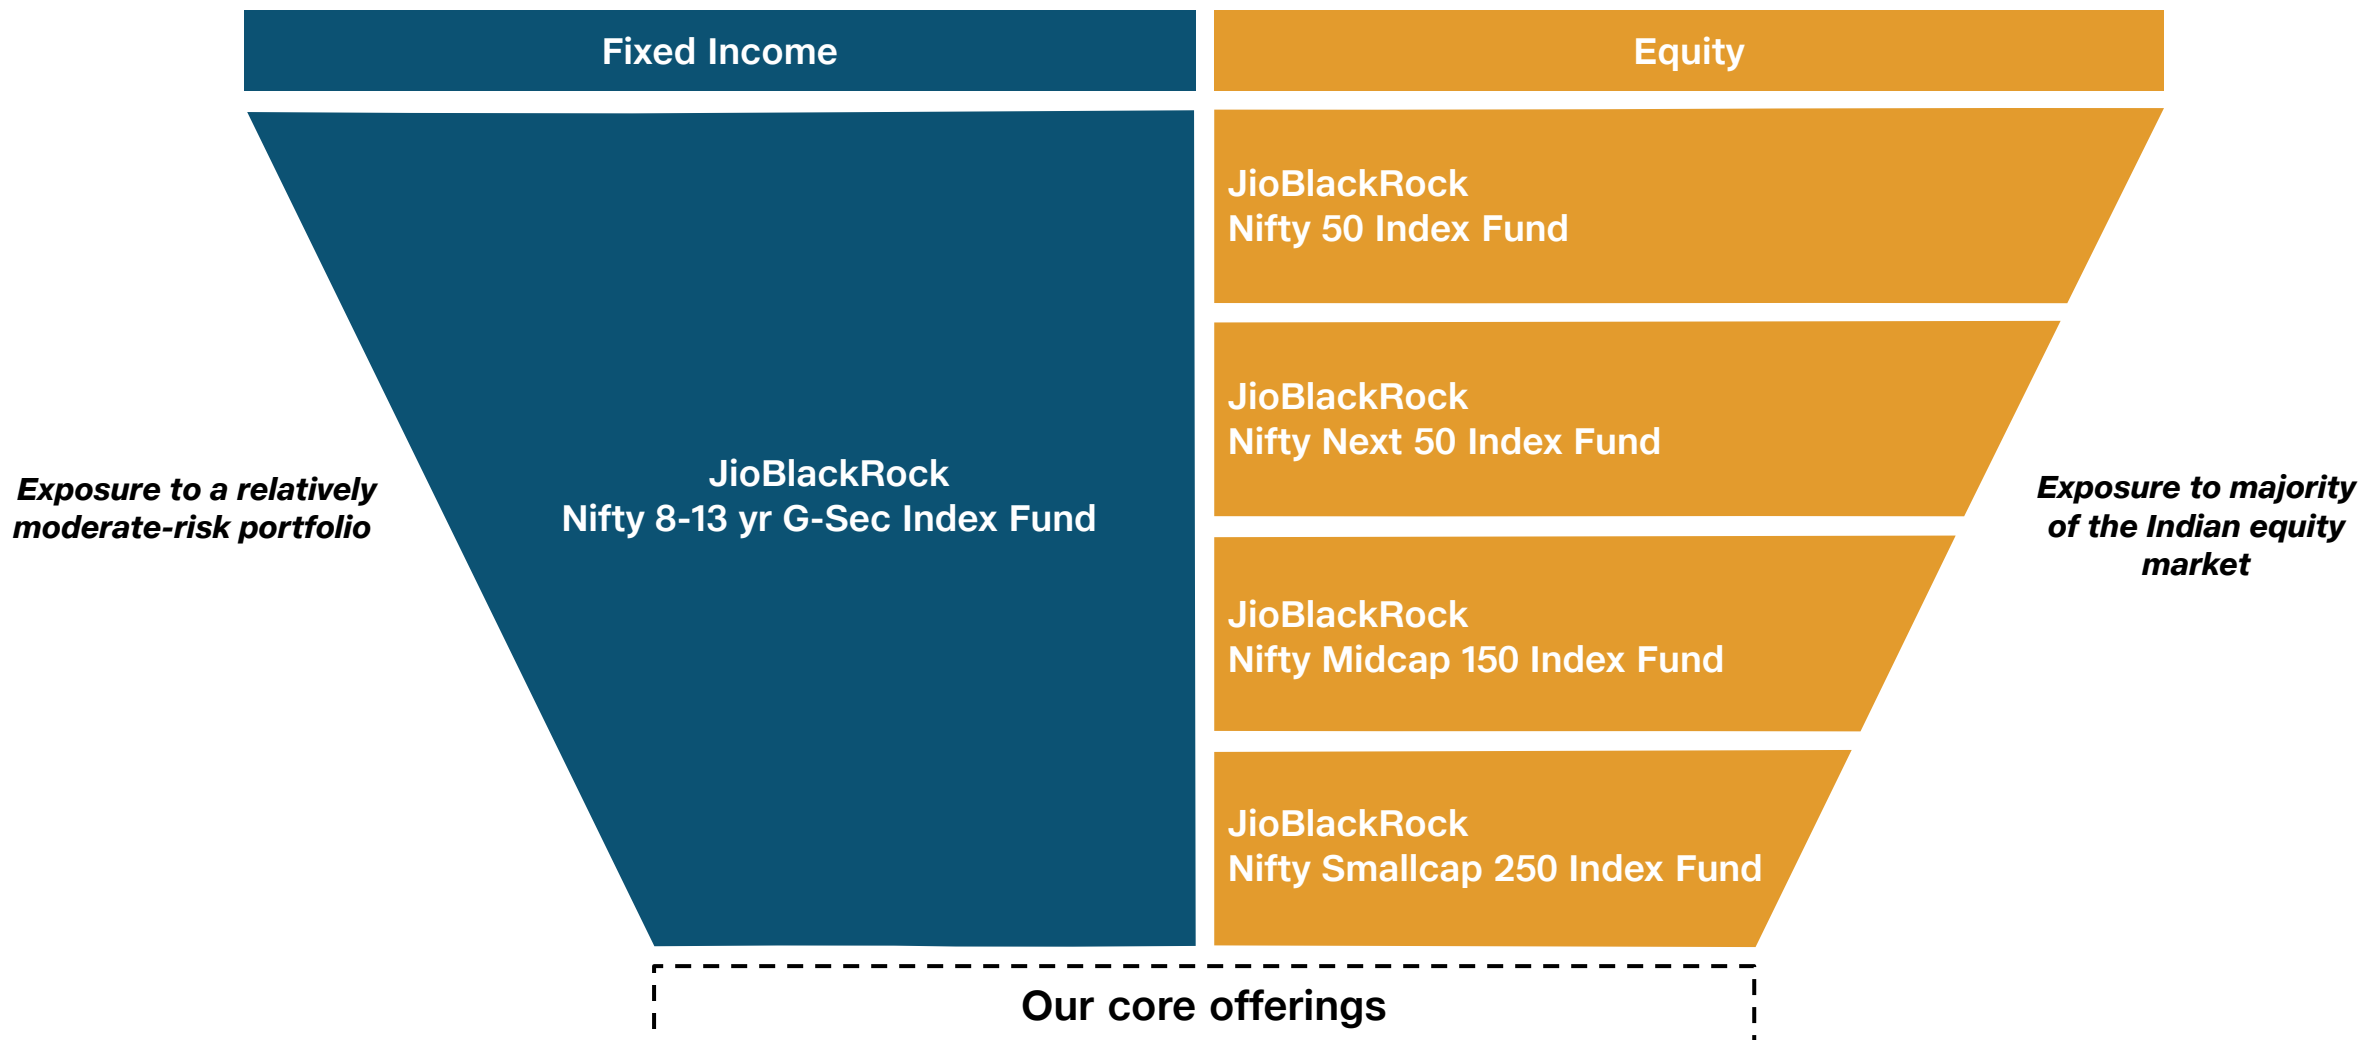 Fixed Income
Equity
Exposure to a relatively
moderate-risk portfolio
JioBlackRock
Nifty 8-13 yr G-Sec Index Fund
JioBlackRock
Nifty 50 Index Fund
JioBlackRock
Nifty Next 50 Index Fund
JioBlackRock
Nifty Midcap 150 Index Fund
JioBlackRock
Nifty Smallcap 250 Index Fund
Exposure to majority
of the Indian equity
market
Our core offerings